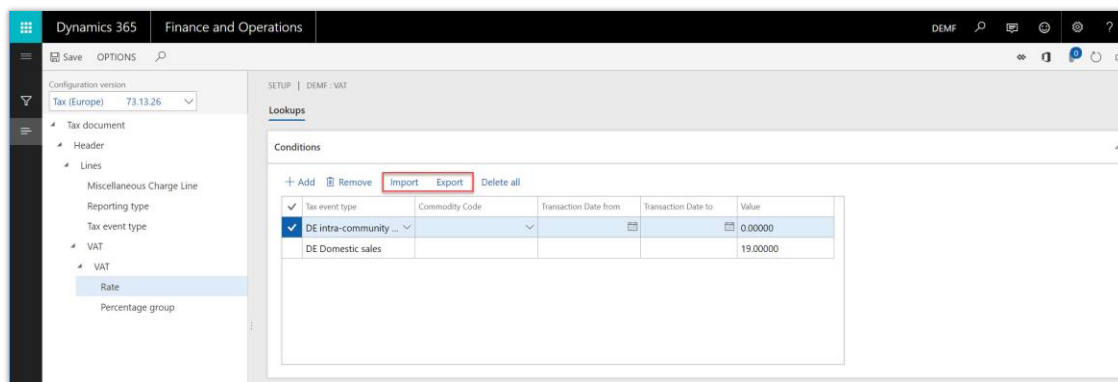 Dynamics 365 Finance and Operations DEMF ?
Save OPTIONS 0
Configuration version
Tax (Europe) 73.13.26
Tax document
Header
Lines
Miscellaneous Charge Line
Reporting type
Tax event type
VAT
VAT
Rate
Percentage group
SETUP | DEMF : VAT
Lookups
Conditions
+ Add Remove Import Export Delete all
Tax event type Commodity Code Transaction Date from Transaction Date to Value
DE intra-community ... 0.00000
DE Domestic sales 19.00000